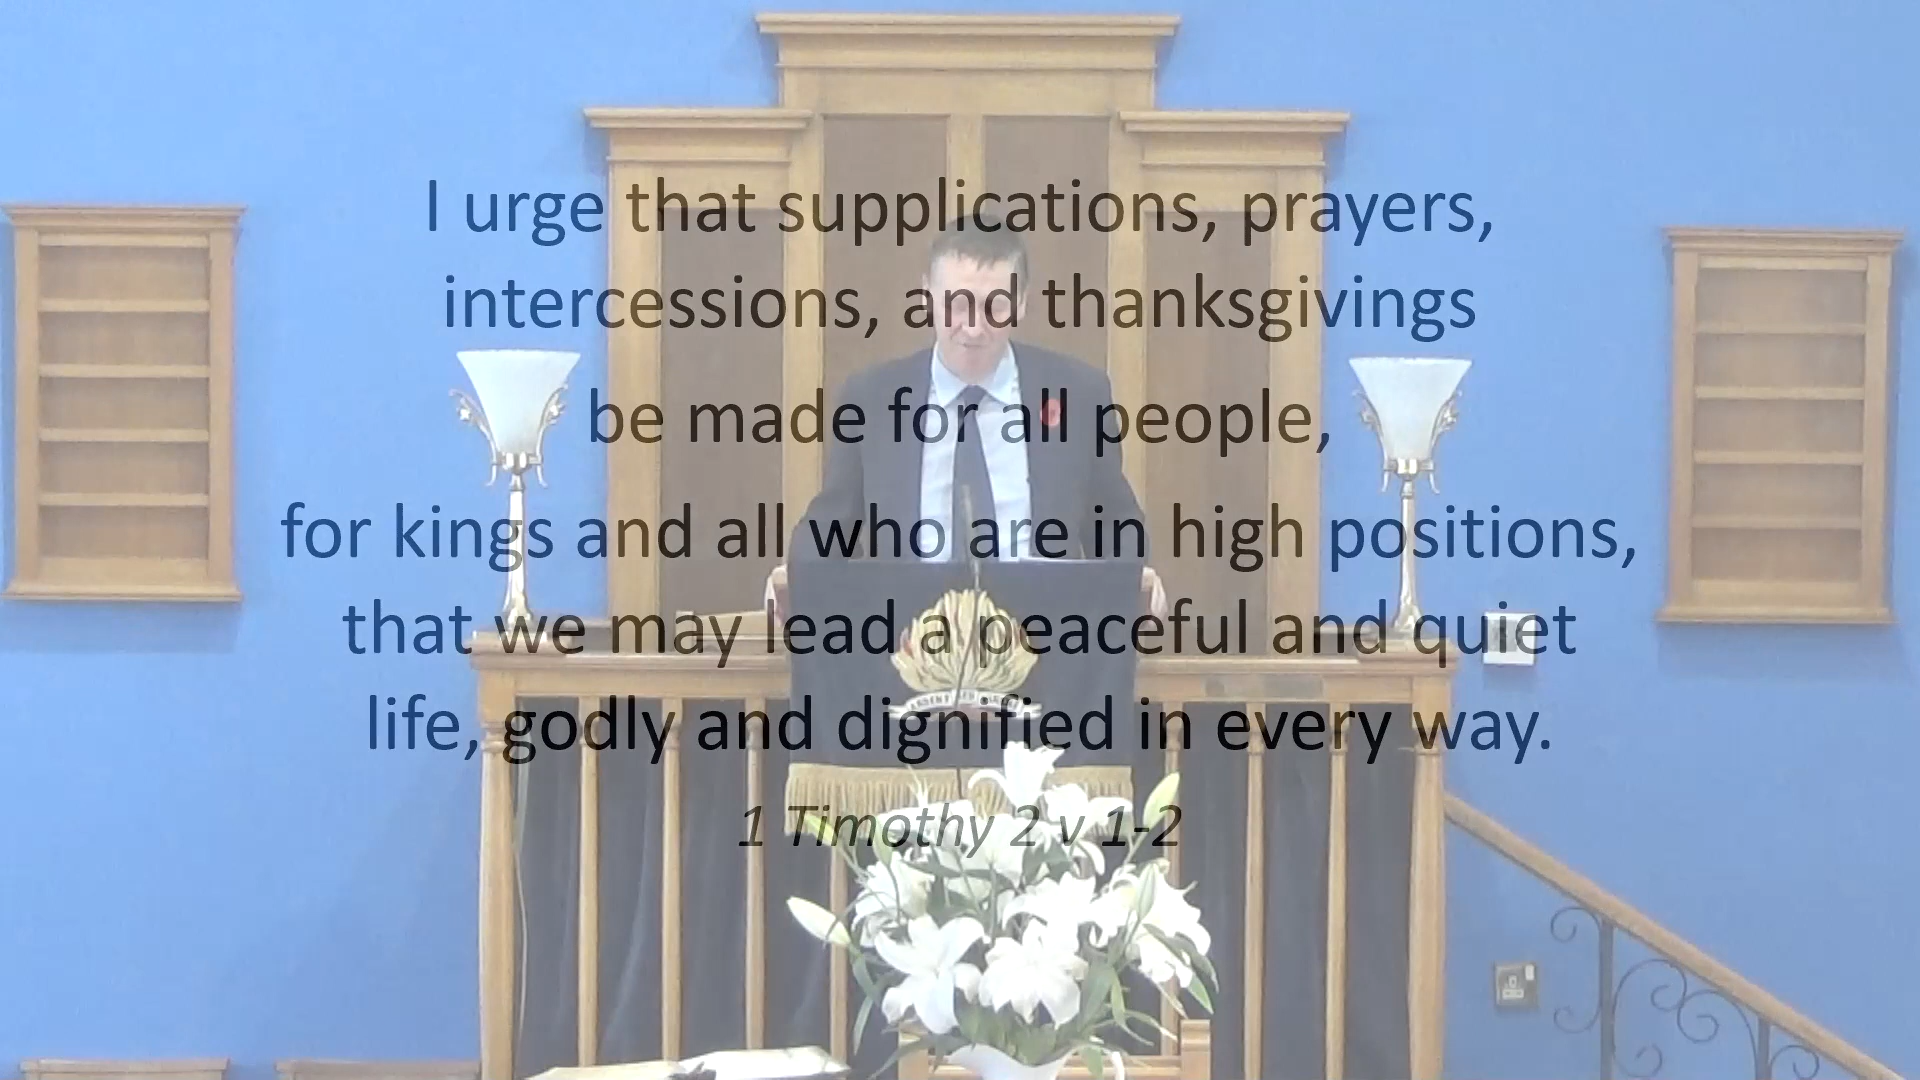 I urge that supplications, prayers,
intercessions, and thanksgivings
be made for all people,
for kings and all who are in high positions,
that we may lead a peaceful and quiet
life, godly and dignified in every way.
1 Timothy 2 v 1-2